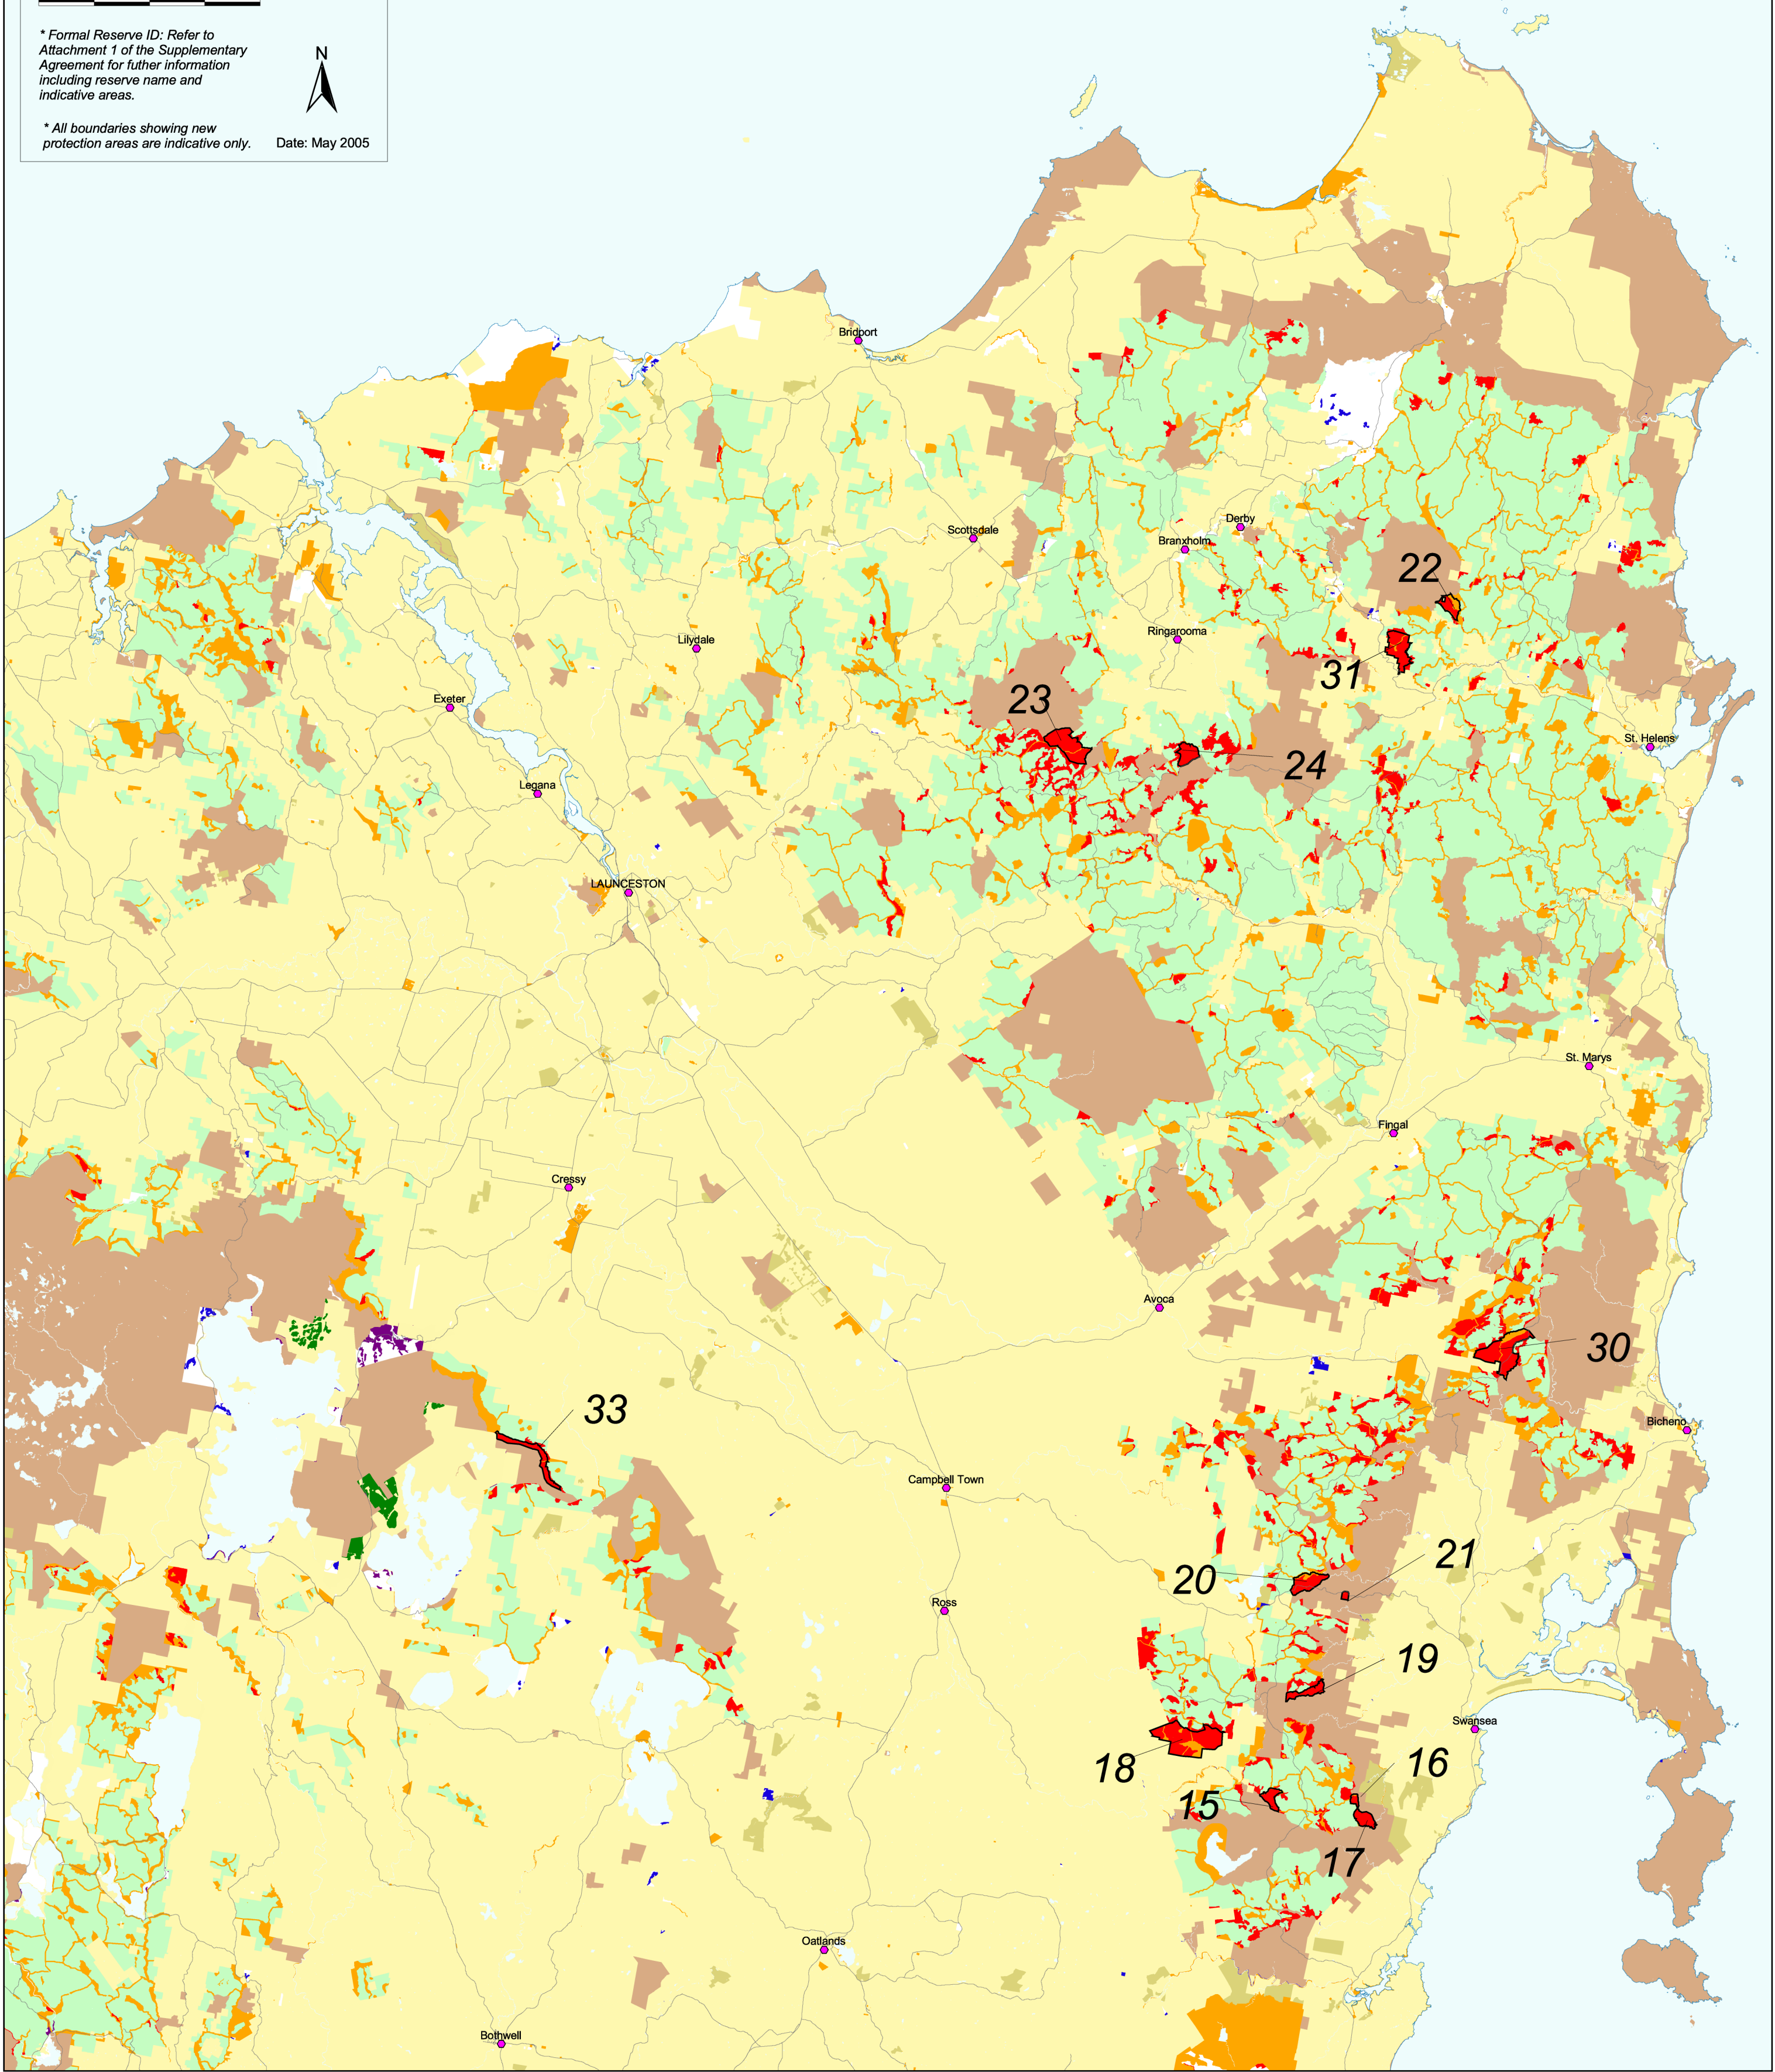 * Formal Reserve ID: Refer to
Attachment 1 of the Supplementary
Agreement for futher information
including reserve name and
indicative areas.
N
* All boundaries showing new
protection areas are indicative only.
Date: May 2005
Bridport
Scottsdale
Derby
Branxholm
22
Lilydale
Ringarooma
31
Exeter
23
St. Helens
24
Legana
LAUNCESTON
St. Marys
Fingal
Cressy
Avoca
30
33
Bicheno
Campbell Town
21
20
Ross
19
Swansea
18
16
15
17
Oatlands
Bothwell